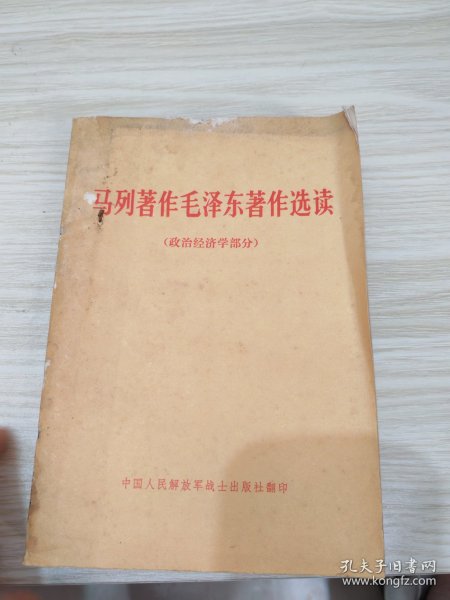 马列著作毛泽东著作选读
(政治经济学部分)
中国人民解放军战士出版社翻印
孔夫子旧书网
www.kongfz.com